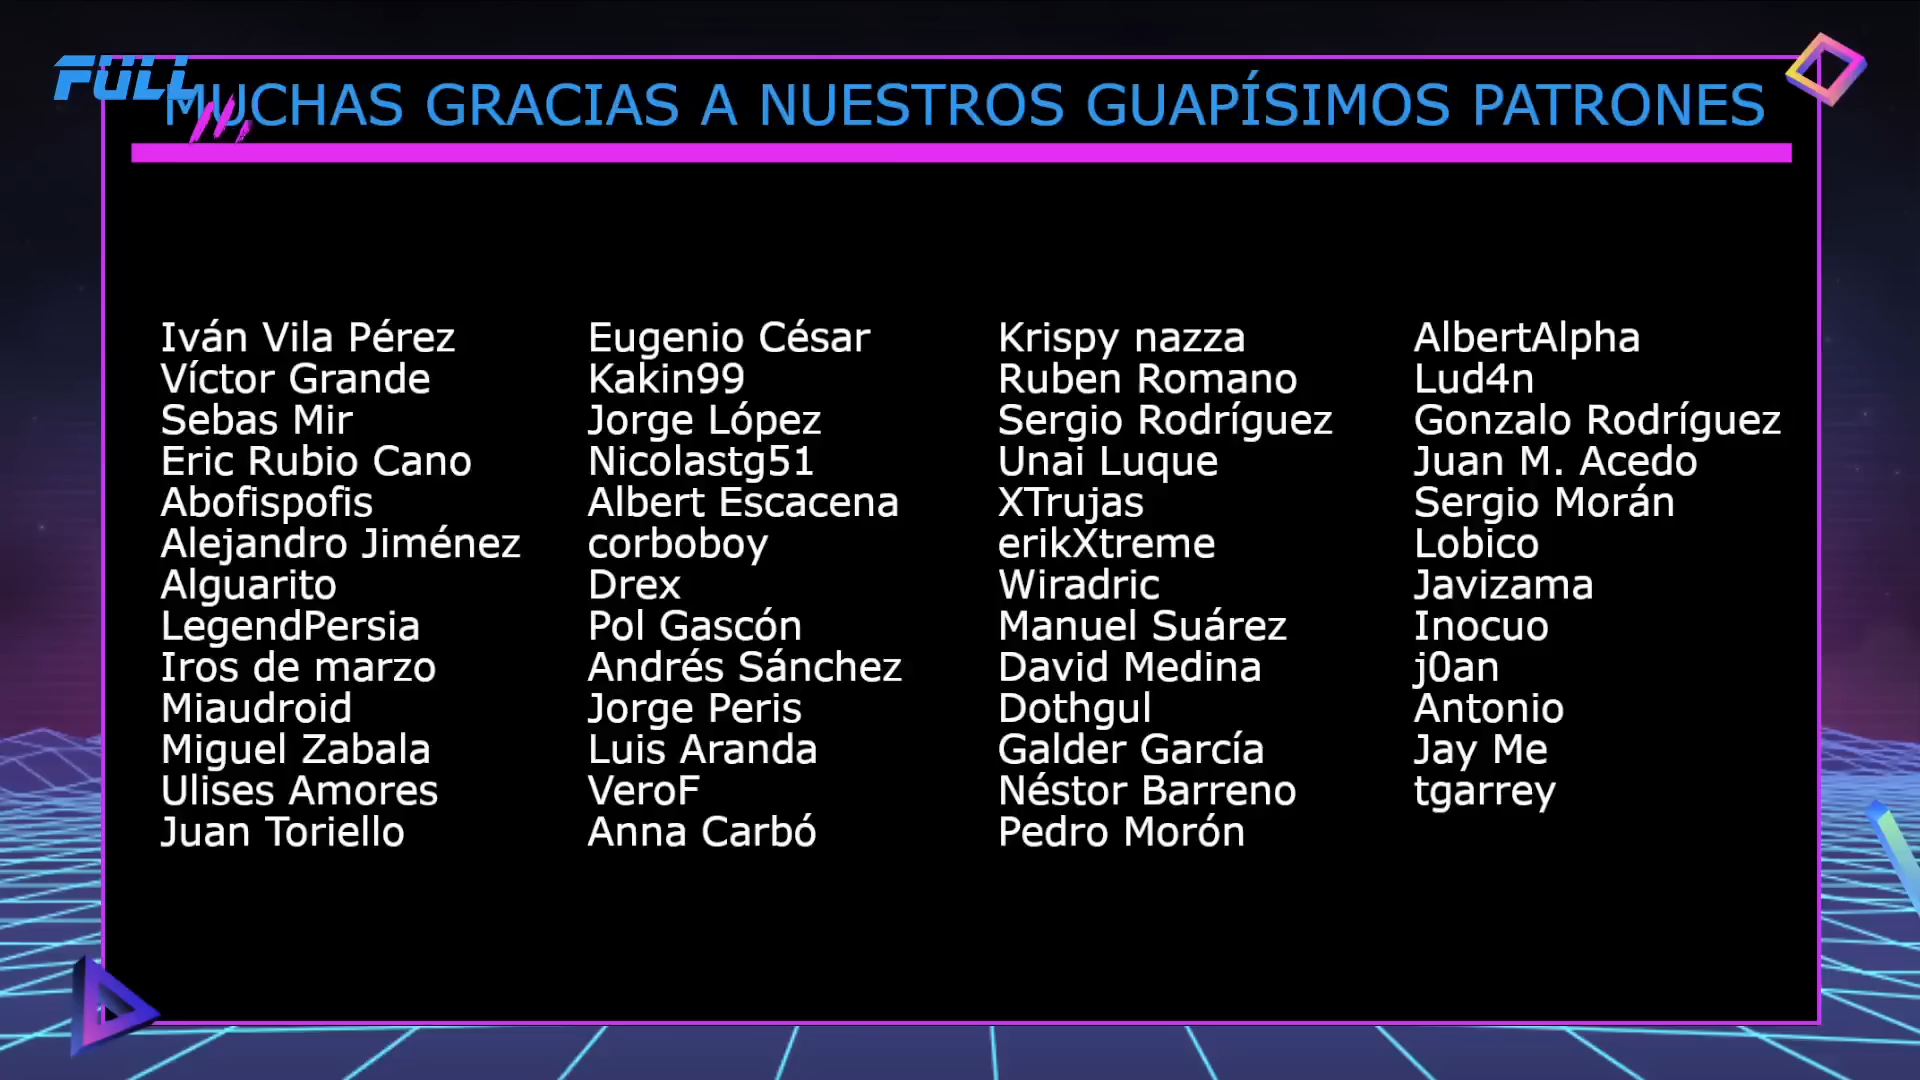 FULL
MUCHAS GRACIAS A NUESTROS GUAPÍSIMOS PATRONES
Iván Vila Pérez
Víctor Grande
Sebas Mir
Eric Rubio Cano
Abofispofis
Alejandro Jiménez
Alguarito
LegendPersia
Iros de marzo
Miaudroid
Miguel Zabala
Ulises Amores
Juan Toriello
Eugenio César
Kakin99
Jorge López
Nicolastg51
Albert Escacena
corboboy
Drex
Pol Gascón
Andrés Sánchez
Jorge Peris
Luis Aranda
VeroF
Anna Carbó
Krispy nazza
Ruben Romano
Sergio Rodríguez
Unai Luque
XTrujas
erikXtreme
Wiradric
Manuel Suárez
David Medina
Dothgul
Galder García
Néstor Barreno
Pedro Morón
AlbertAlpha
Lud4n
Gonzalo Rodríguez
Juan M. Acedo
Sergio Morán
Lobico
Javizama
Inocuo
j0an
Antonio
Jay Me
tgarrey